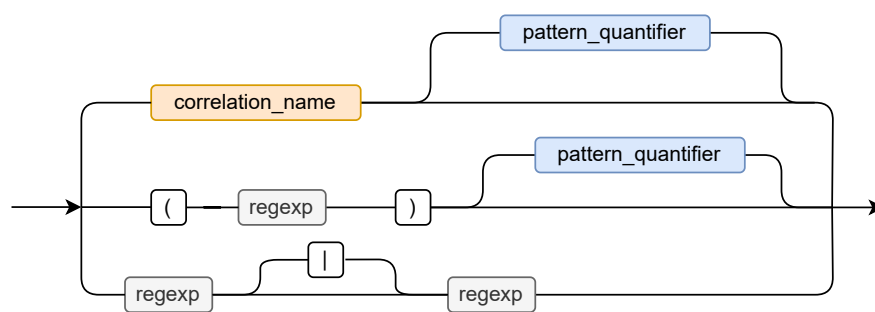 pattern_quantifier
correlation_name
pattern_quantifier
( regexp )
|
regexp regexp